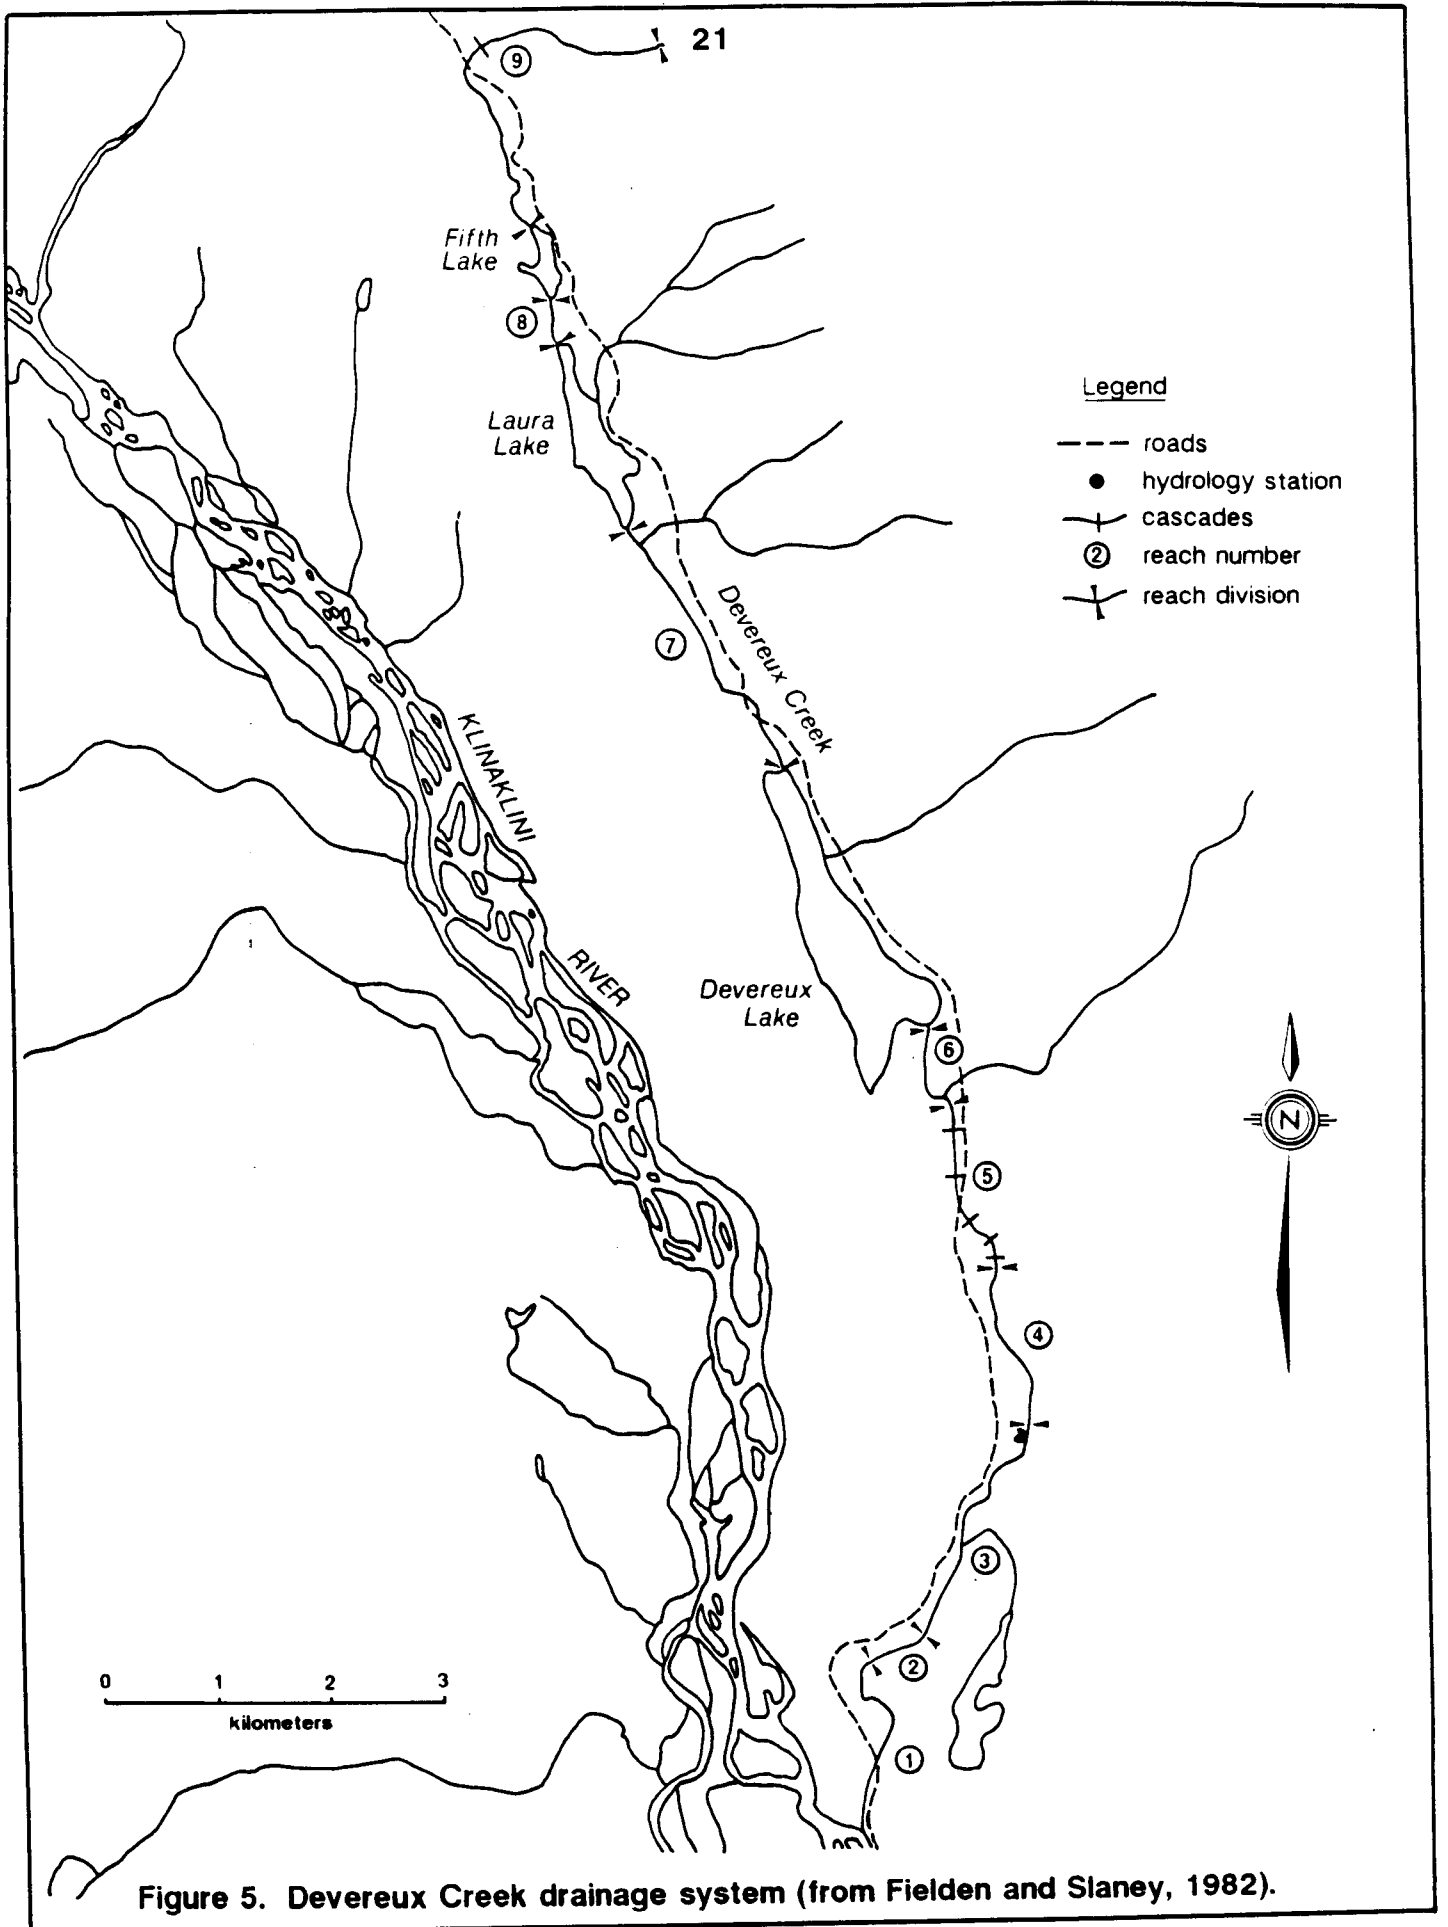 21
9
Fifth
Lake
8
Laura
Lake
Legend
roads
hydrology station
cascades
2 reach number
reach division
7
Devereux Creek
KLINAKLINI
RIVER
Devereux
Lake
6
N
5
4
3
2
1
0 1 2 3
kilometers
Figure 5. Devereux Creek drainage system (from Fielden and Slaney, 1982).